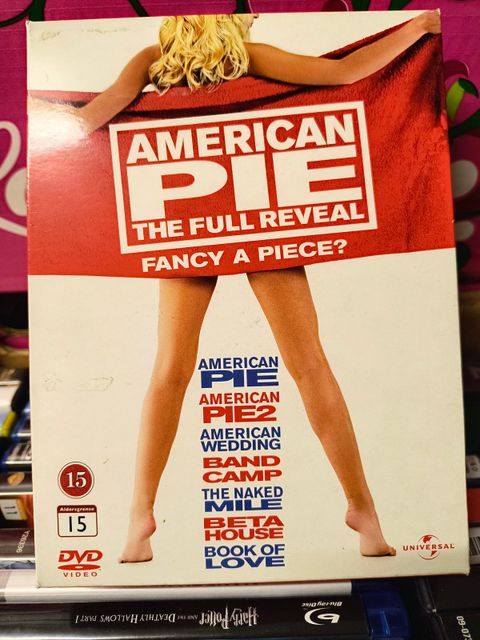 AMERICAN
PIE
THE FULL REVEAL
FANCY A PIECE?
AMERICAN
PIE
AMERICAN
PIE2
AMERICAN
WEDDING
BAND
CAMP
THE NAKED
MILE
BETA
HOUSE
BOOK OF
LOVE
15
Aldersgrense
15
DVD
VIDEO
UNIVERSAL
Harry Potter AND THE DEATHLY HALLOWS PART 1
Blu-ray Disc